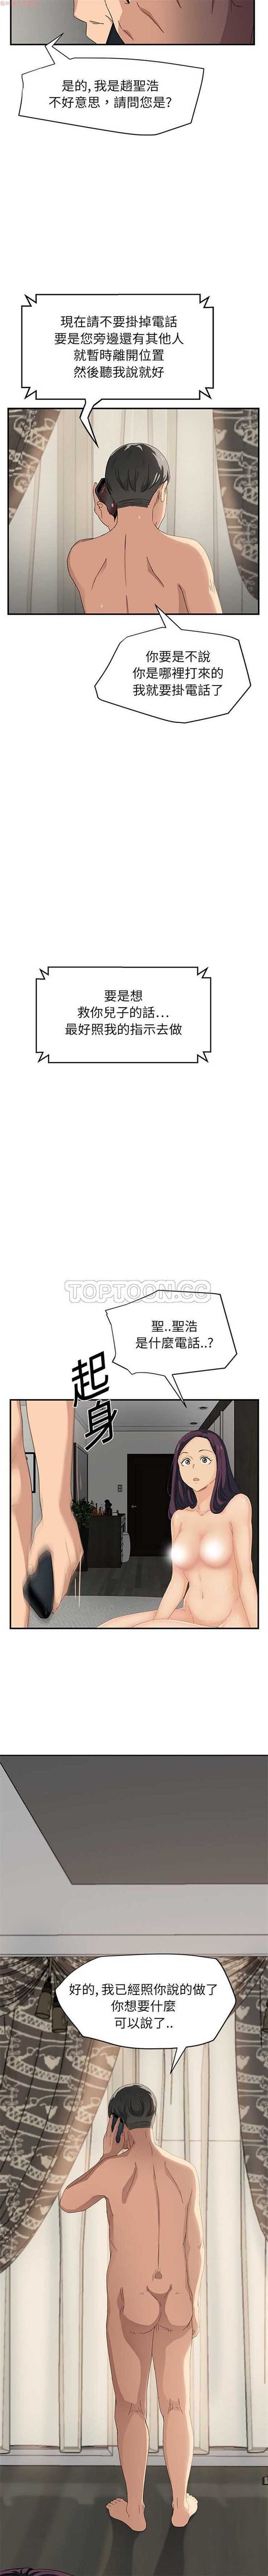 是的, 我是趙聖浩
不好意思，請問您是?
現在請不要掛掉電話
要是您旁邊還有其他人
就暫時離開位置
然後聽我說就好
你要是不說
你是哪裡打來的
我就要掛電話了
要是想
救你兒子的話...
最好照我的指示去做
TOPTOON.CC
聖..聖浩
是什麼電話..?
起身
好的, 我已經照你說的做了
你想要什麼
可以說了..